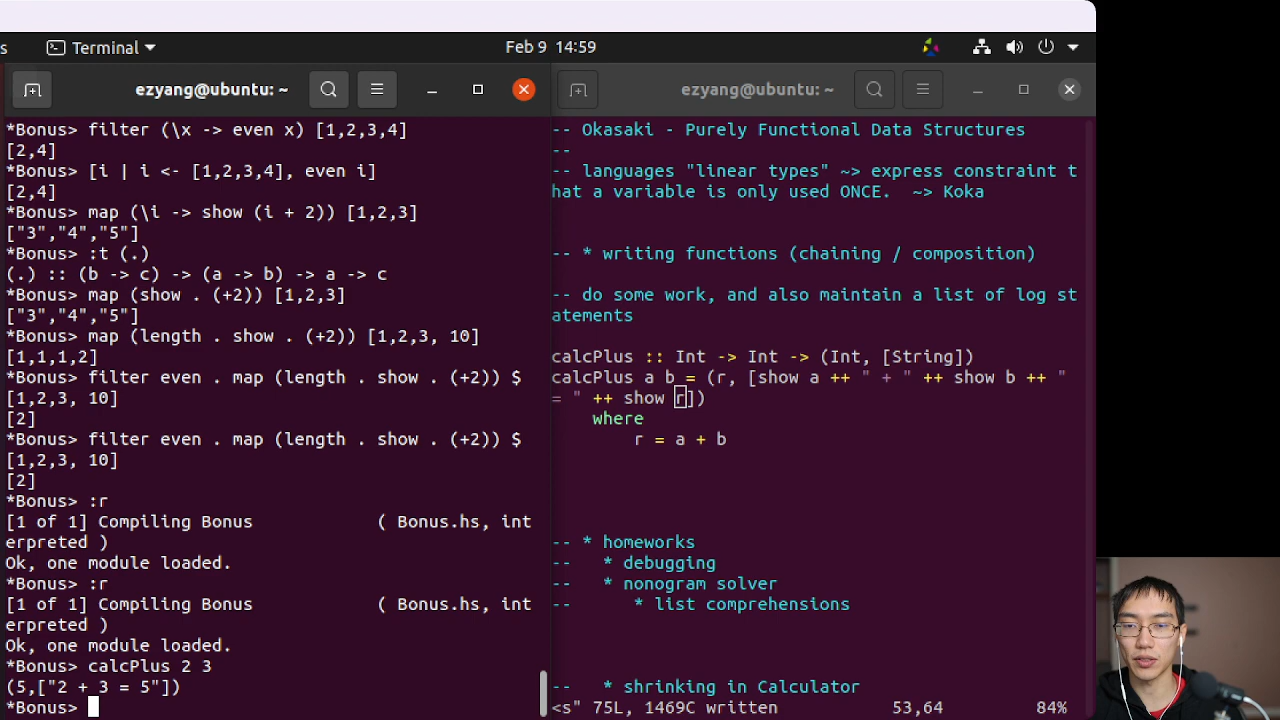 s Terminal Feb 9 14:59
ezyang@ubuntu: ~
*Bonus> filter (\x -> even x) [1,2,3,4]
[2,4]
*Bonus> [i | i <- [1,2,3,4], even i]
[2,4]
*Bonus> map (\i -> show (i + 2)) [1,2,3]
["3","4","5"]
*Bonus> :t (.)
(.) :: (b -> c) -> (a -> b) -> a -> c
*Bonus> map (show . (+2)) [1,2,3]
["3","4","5"]
*Bonus> map (length . show . (+2)) [1,2,3, 10]
[1,1,1,2]
*Bonus> filter even . map (length . show . (+2)) $
[1,2,3, 10]
[2]
*Bonus> filter even . map (length . show . (+2)) $
[1,2,3, 10]
[2]
*Bonus> :r
[1 of 1] Compiling Bonus            ( Bonus.hs, int
erpreted )
Ok, one module loaded.
*Bonus> :r
[1 of 1] Compiling Bonus            ( Bonus.hs, int
erpreted )
Ok, one module loaded.
*Bonus> calcPlus 2 3
(5,["2 + 3 = 5"])
*Bonus>
ezyang@ubuntu: ~
-- Okasaki - Purely Functional Data Structures
--
-- languages "linear types" ~> express constraint t
hat a variable is only used ONCE.  ~> Koka
-- * writing functions (chaining / composition)
-- do some work, and also maintain a list of log st
atements
calcPlus :: Int -> Int -> (Int, [String])
calcPlus a b = (r, [show a ++ " + " ++ show b ++ "
= " ++ show r])
    where
        r = a + b
-- * homeworks
--   * debugging
--   * nonogram solver
--      * list comprehensions
--   * shrinking in Calculator
<s" 75L, 1469C written 53,64 84%